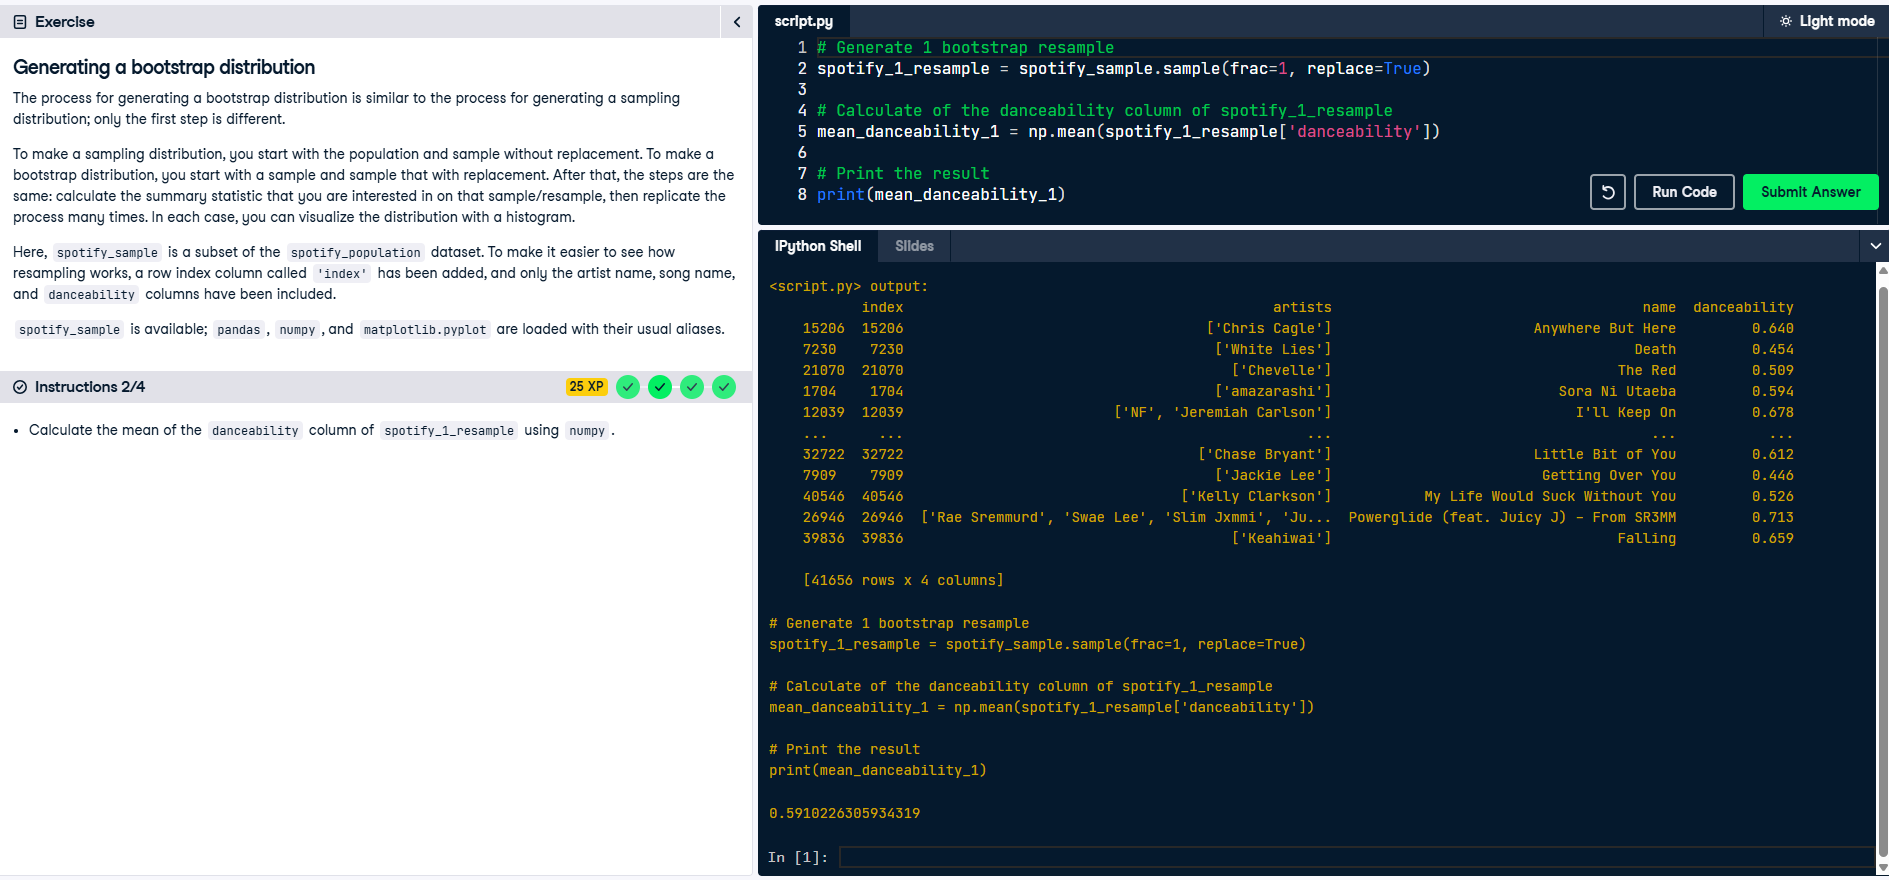 Exercise
Generating a bootstrap distribution
The process for generating a bootstrap distribution is similar to the process for generating a sampling
distribution; only the first step is different.
To make a sampling distribution, you start with the population and sample without replacement. To make a
bootstrap distribution, you start with a sample and sample that with replacement. After that, the steps are the
same: calculate the summary statistic that you are interested in on that sample/resample, then replicate the
process many times. In each case, you can visualize the distribution with a histogram.
Here, spotify_sample is a subset of the spotify_population dataset. To make it easier to see how
resampling works, a row index column called 'index' has been added, and only the artist name, song name,
and danceability columns have been included.
spotify_sample is available; pandas, numpy, and matplotlib.pyplot are loaded with their usual aliases.
Instructions 2/4
25 XP
• Calculate the mean of the danceability column of spotify_1_resample using numpy.
script.py
Light mode
1 # Generate 1 bootstrap resample
2 spotify_1_resample = spotify_sample.sample(frac=1, replace=True)
3
4 # Calculate of the danceability column of spotify_1_resample
5 mean_danceability_1 = np.mean(spotify_1_resample['danceability'])
6
7 # Print the result
8 print(mean_danceability_1)
Run Code
Submit Answer
IPython Shell
Slides
<script.py> output:
index artists name danceability
15206 15206 ['Chris Cagle'] Anywhere But Here 0.640
7230 7230 ['White Lies'] Death 0.454
21070 21070 ['Chevelle'] The Red 0.509
1704 1704 ['amazarashi'] Sora Ni Utaeba 0.594
12039 12039 ['NF', 'Jeremiah Carlson'] I'll Keep On 0.678
... ... ... ... ...
32722 32722 ['Chase Bryant'] Little Bit of You 0.612
7909 7909 ['Jackie Lee'] Getting Over You 0.446
40546 40546 ['Kelly Clarkson'] My Life Would Suck Without You 0.526
26946 26946 ['Rae Sremmurd', 'Swae Lee', 'Slim Jxmmi', 'Ju... Powerglide (feat. Juicy J) - From SR3MM 0.713
39836 39836 ['Keahiwai'] Falling 0.659
[41656 rows x 4 columns]
# Generate 1 bootstrap resample
spotify_1_resample = spotify_sample.sample(frac=1, replace=True)
# Calculate of the danceability column of spotify_1_resample
mean_danceability_1 = np.mean(spotify_1_resample['danceability'])
# Print the result
print(mean_danceability_1)
0.5910226305934319
In [1]: